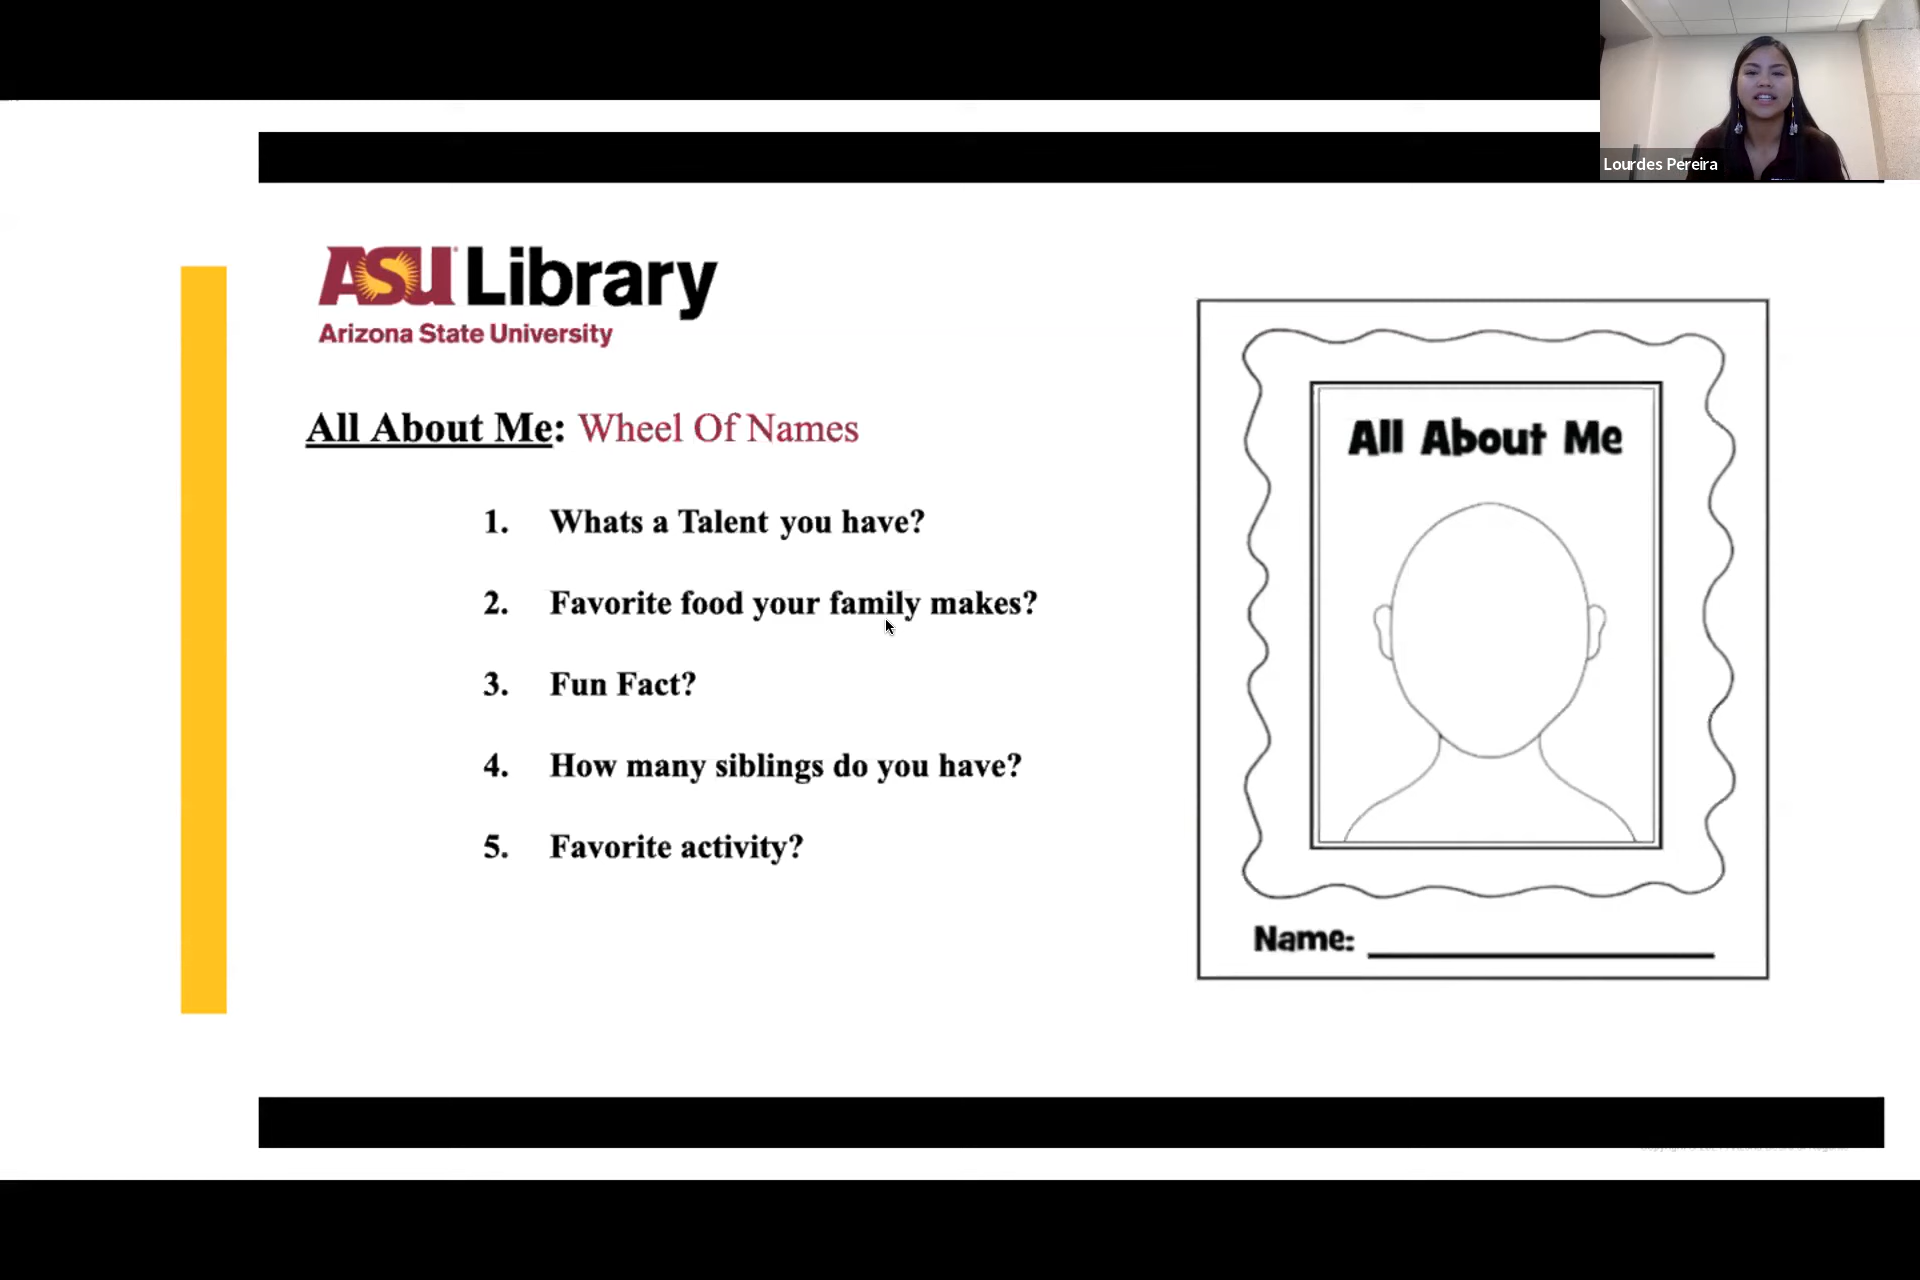 Lourdes Pereira
ASU Library
Arizona State University
All About Me: Wheel Of Names
1. Whats a Talent you have?
2. Favorite food your family makes?
3. Fun Fact?
4. How many siblings do you have?
5. Favorite activity?
All About Me
Name: